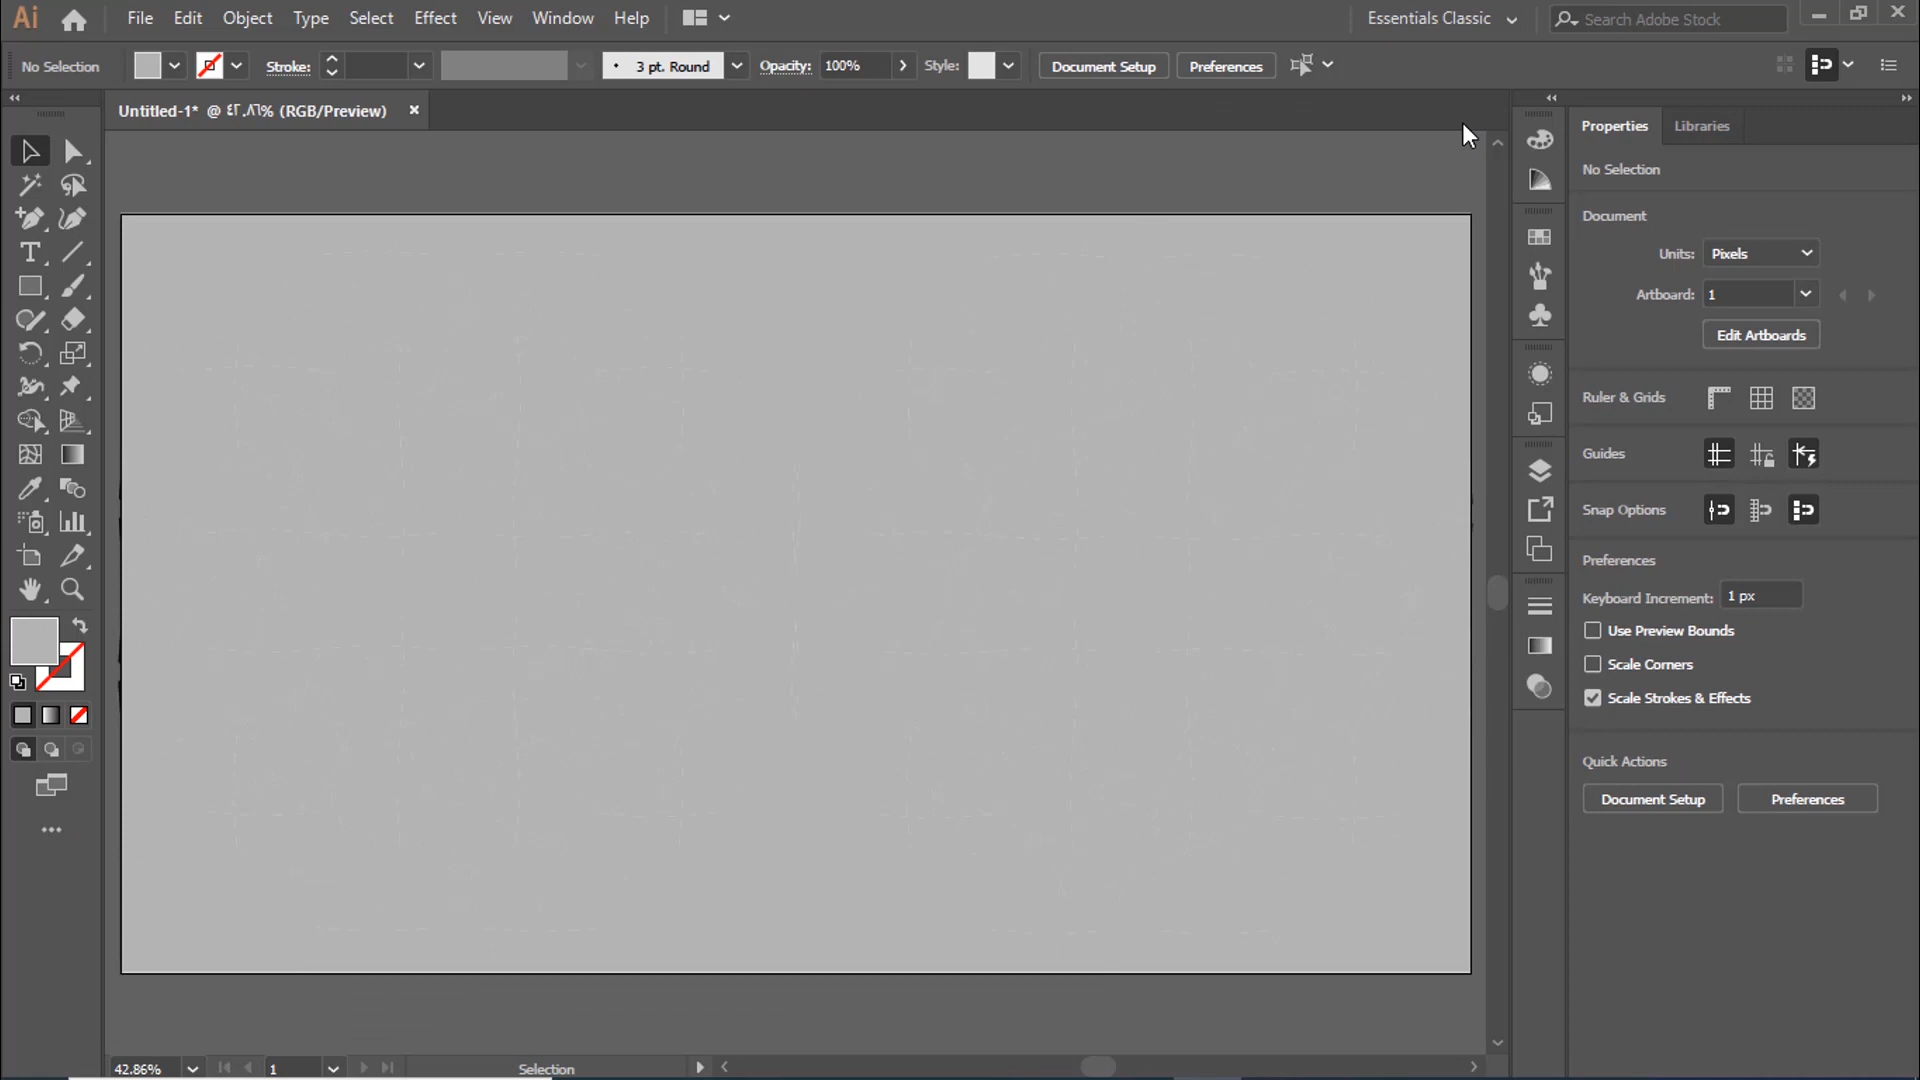 Ai File Edit Object Type Select Effect View Window Help Essentials Classic Search Adobe Stock
No Selection Stroke: 3 pt. Round Opacity: 100% Style: Document Setup Preferences
Untitled-1* @ ٤٢.٨٦% (RGB/Preview)
Properties Libraries
No Selection
Document
Units: Pixels
Artboard: 1
Edit Artboards
Ruler & Grids
Guides
Snap Options
Preferences
Keyboard Increment: 1 px
Use Preview Bounds
Scale Corners
Scale Strokes & Effects
Quick Actions
Document Setup Preferences
42.86% 1 Selection